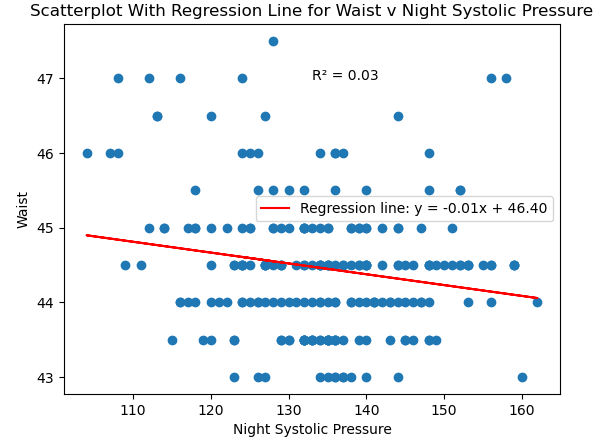 Scatterplot With Regression Line for Waist v Night Systolic Pressure
R² = 0.03
Regression line: y = -0.01x + 46.40
Waist
47
46
45
44
43
110 120 130 140 150 160
Night Systolic Pressure